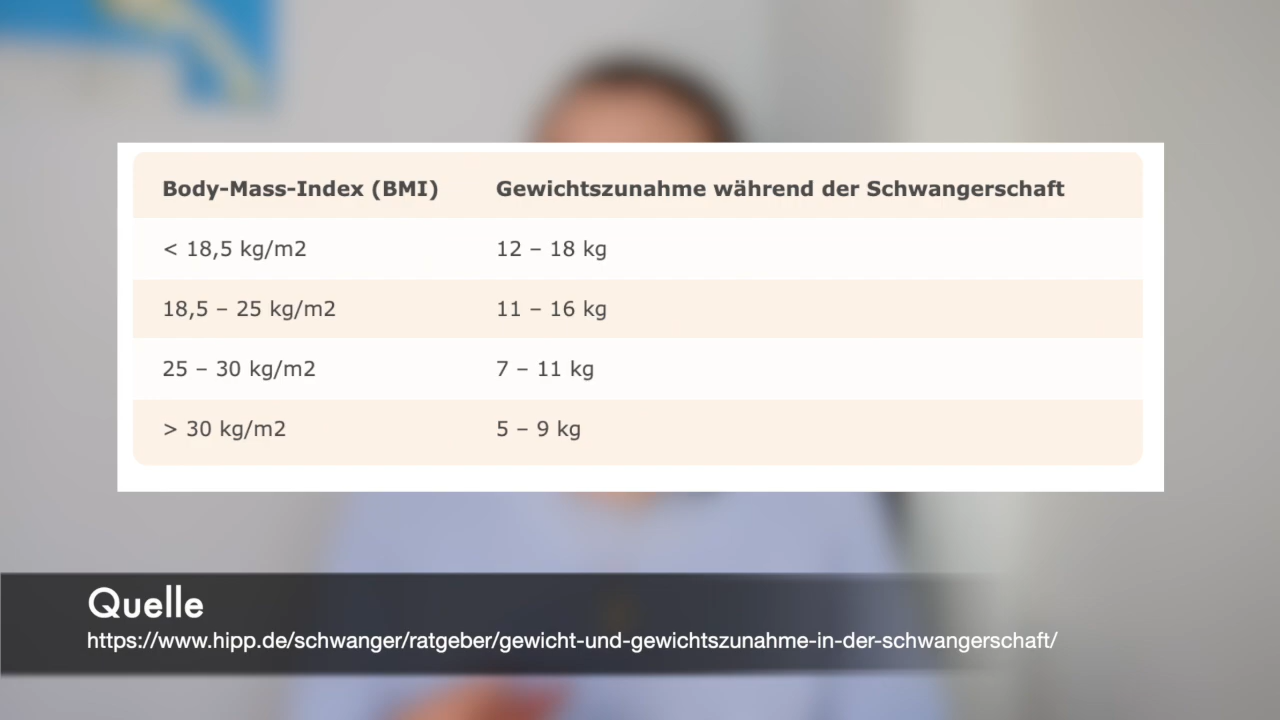 Body-Mass-Index (BMI) Gewichtszunahme während der Schwangerschaft
< 18,5 kg/m2 12 – 18 kg
18,5 – 25 kg/m2 11 – 16 kg
25 – 30 kg/m2 7 – 11 kg
> 30 kg/m2 5 – 9 kg
Quelle
https://www.hipp.de/schwanger/ratgeber/gewicht-und-gewichtszunahme-in-der-schwangerschaft/